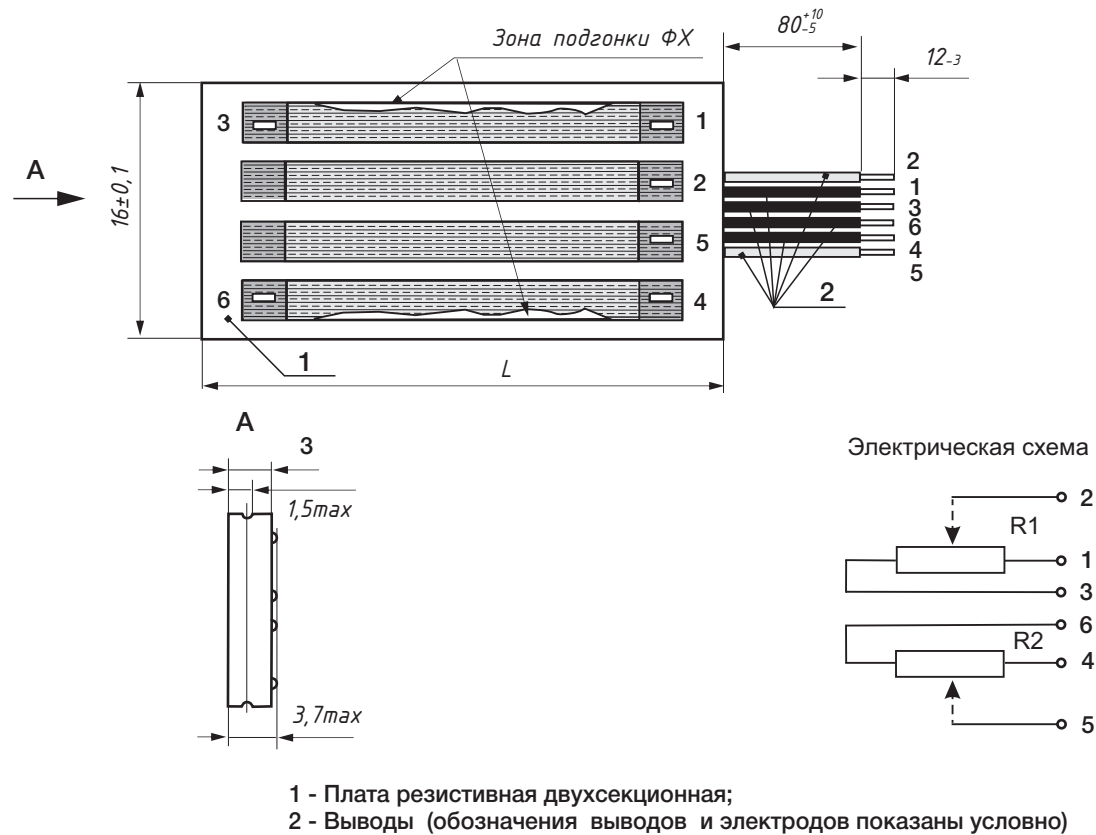 80 +10 -5
Зона подгонки ФХ
12-3
3
1
A
2
16±0,1
2
1
3
6
4
5
5
6
4
2
1
L
A
3
1,5max
3,7max
Электрическая схема
2
R1
1
3
6
R2
4
5
1 - Плата резистивная двухсекционная;
2 - Выводы (обозначения выводов и электродов показаны условно)